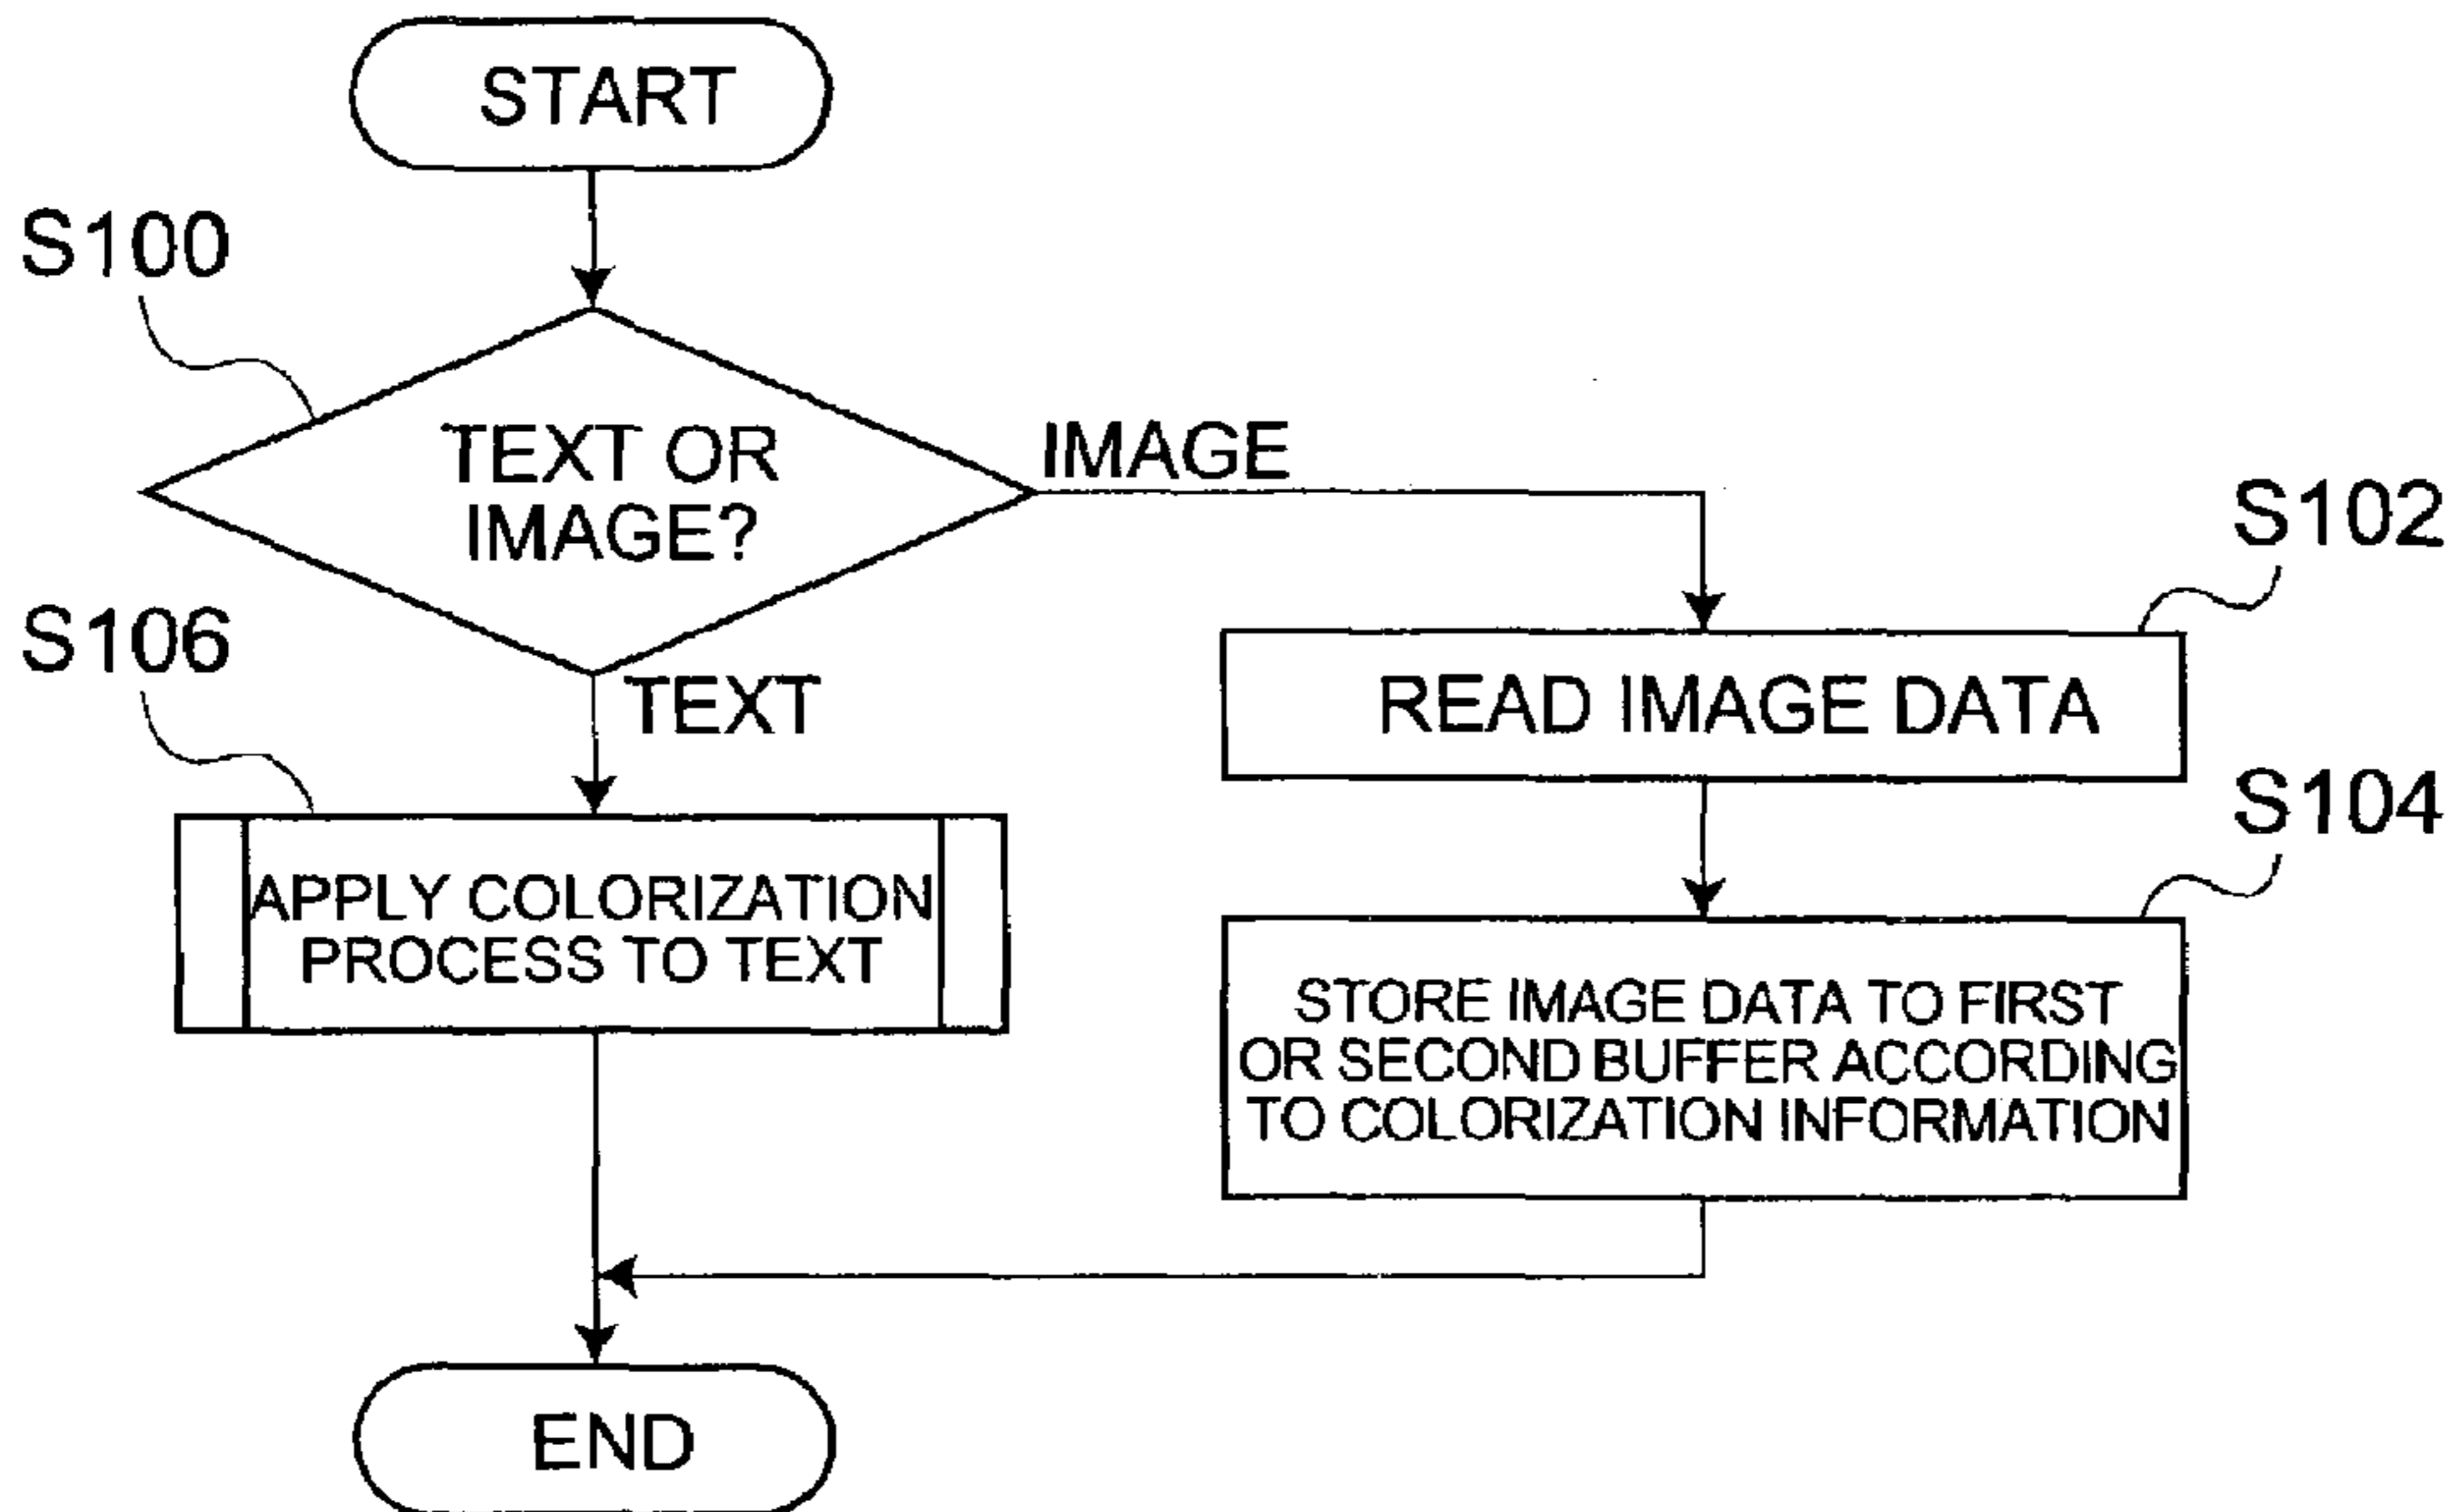 START
S100
TEXT OR
IMAGE?
IMAGE
S102
S106
TEXT
READ IMAGE DATA
S104
APPLY COLORIZATION
PROCESS TO TEXT
STORE IMAGE DATA TO FIRST
OR SECOND BUFFER ACCORDING
TO COLORIZATION INFORMATION
END